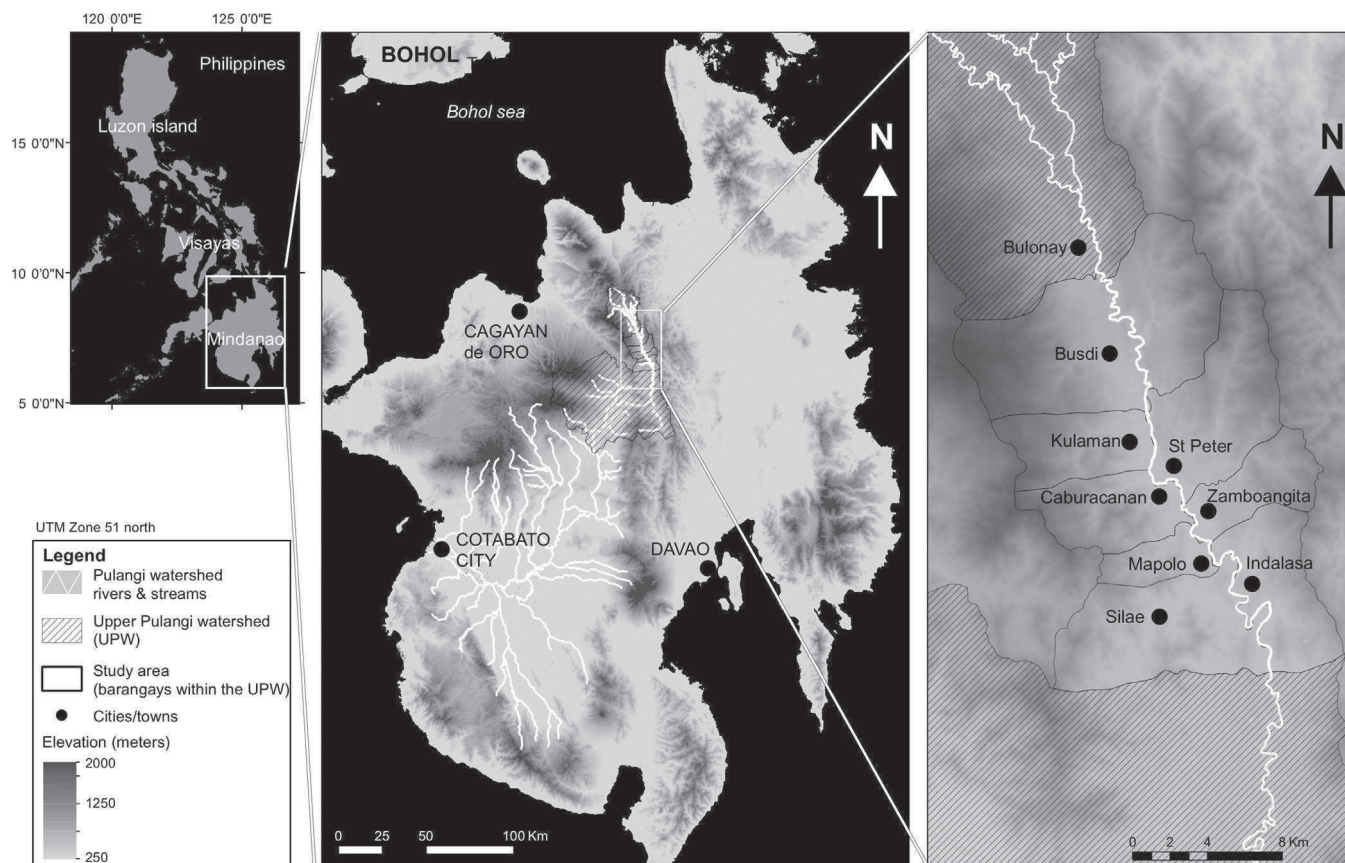 120 0'0"E
125 0'0"E
Philippines
15 0'0"N
Luzon island
Visayas
10 0'0"N
Mindanao
5 0'0"N
UTM Zone 51 north
Legend
Pulangi watershed
rivers & streams
Upper Pulangi watershed
(UPW)
Study area
(barangays within the UPW)
Cities/towns
Elevation (meters)
2000
1250
250
BOHOL
Bohol sea
N
CAGAYAN
de ORO
COTABATO
CITY
DAVAO
0 25 50 100 Km
N
Bulonay
Busdi
Kulaman
St Peter
Caburacanan
Zamboangita
Mapolo
Indalasa
Silae
0 2 4 8 Km